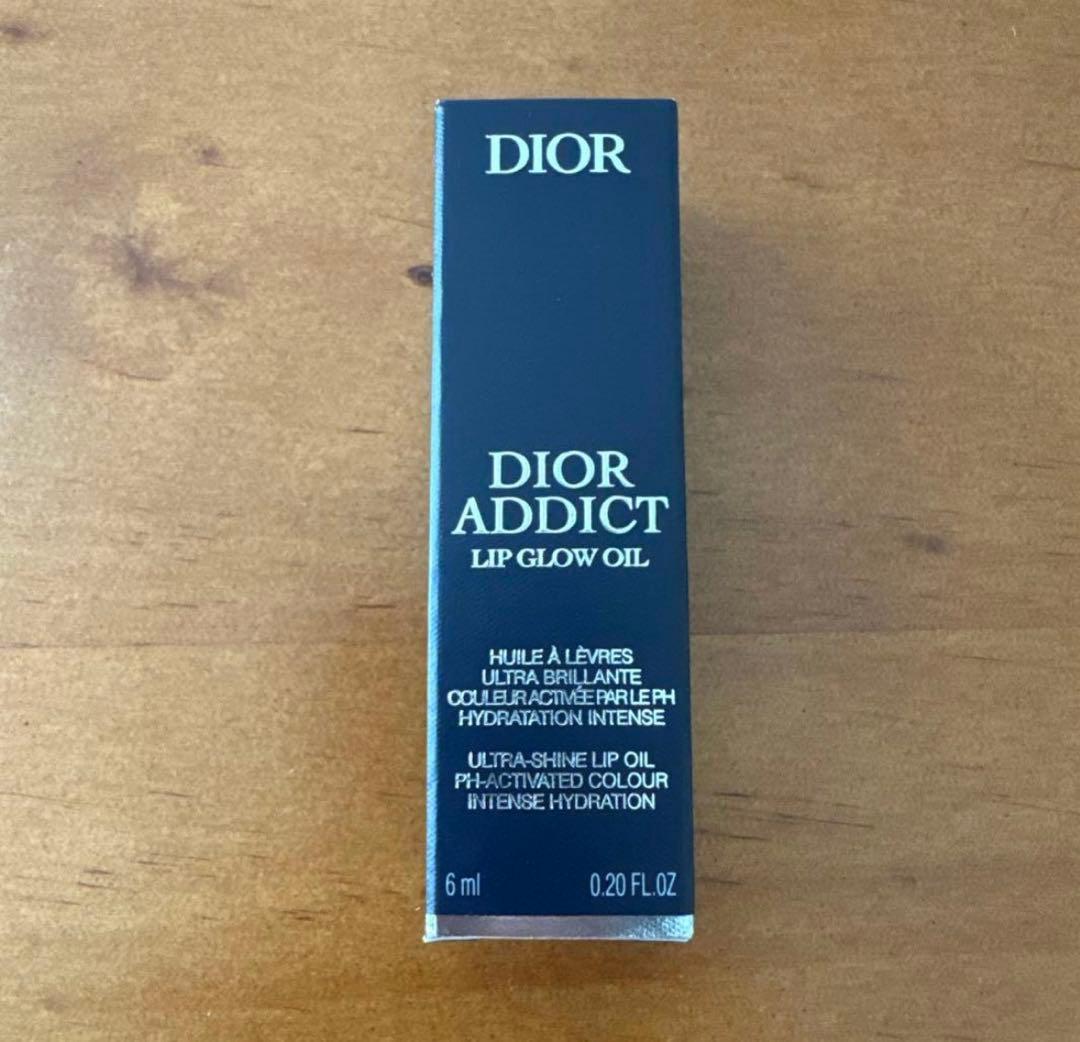 DIOR
DIOR
ADDICT
LIP GLOW OIL
HUILE À LÈVRES
ULTRA BRILLANTE
COULEUR ACTIVÉE PAR LE PH
HYDRATATION INTENSE
ULTRA-SHINE LIP OIL
PH-ACTIVATED COLOUR
INTENSE HYDRATION
6 ml 0.20 FL.OZ